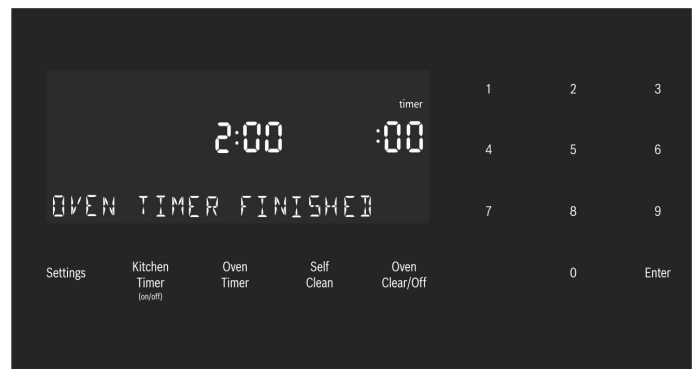 timer
2:00 :00
OVEN TIMER FINISHED
1 2 3
4 5 6
7 8 9
0 Enter
Settings
Kitchen Timer (on/off)
Oven Timer
Self Clean
Oven Clear/Off